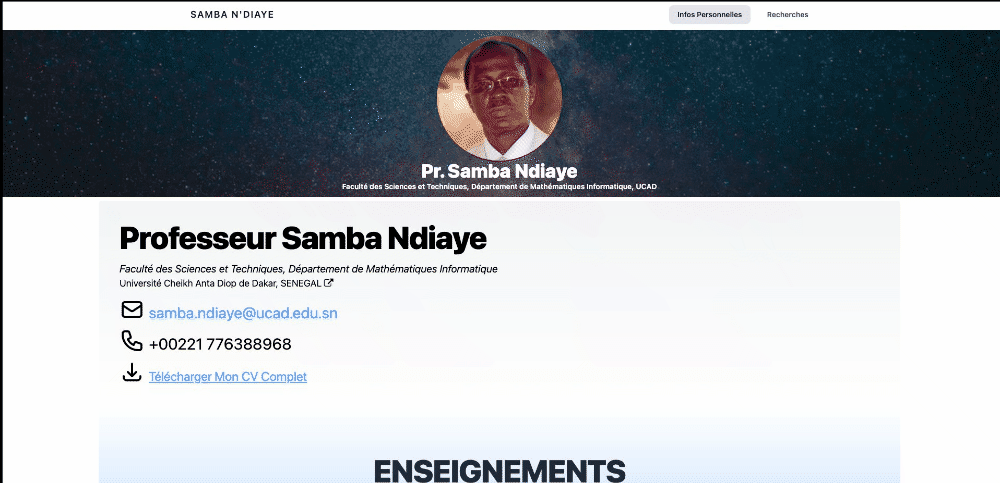 SAMBA N'DIAYE
Infos Personnelles
Recherches
Pr. Samba Ndiaye
Faculté des Sciences et Techniques, Département de Mathématiques Informatique, UCAD
Professeur Samba Ndiaye
Faculté des Sciences et Techniques, Département de Mathématiques Informatique
Université Cheikh Anta Diop de Dakar, SENEGAL
samba.ndiaye@ucad.edu.sn
+00221 776388968
Télécharger Mon CV Complet
ENSEIGNEMENTS